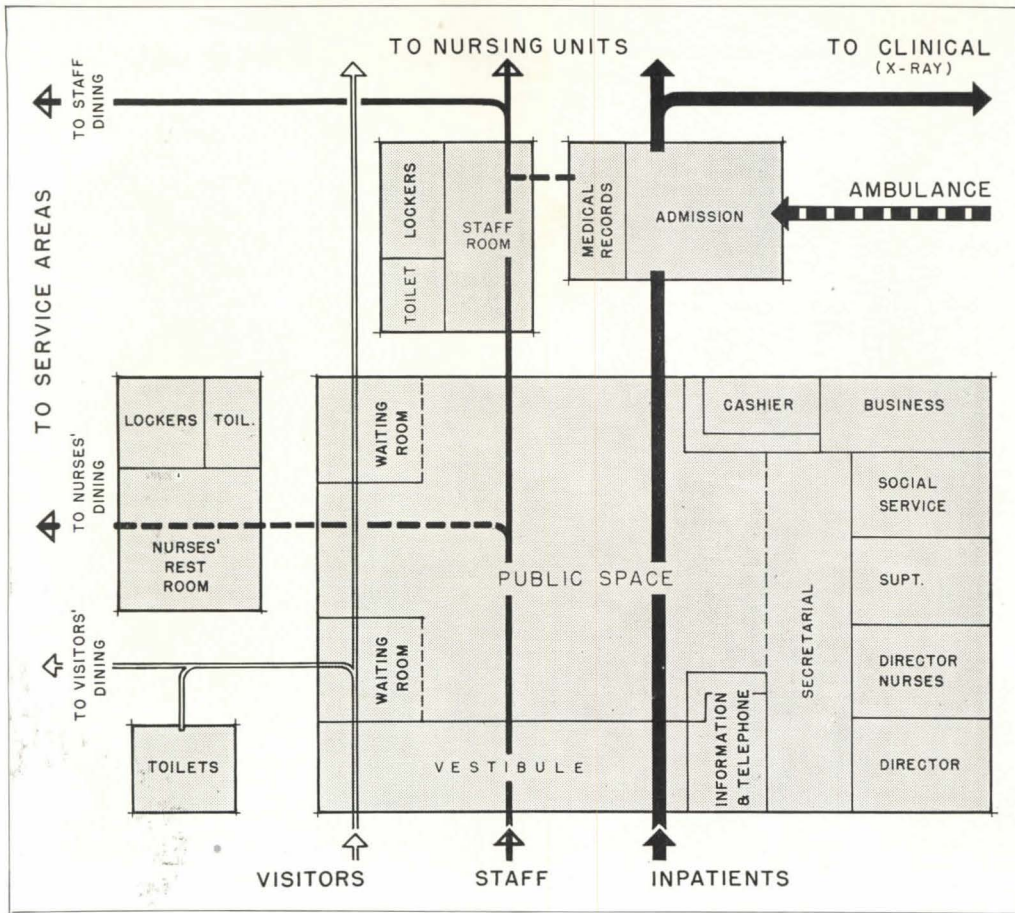 TO NURSING UNITS
TO CLINICAL
(X-RAY)
TO STAFF
DINING
AMBULANCE
LOCKERS
TOILET
STAFF
ROOM
MEDICAL
RECORDS
ADMISSION
TO SERVICE AREAS
LOCKERS
TOIL.
WAITING
ROOM
CASHIER
BUSINESS
TO NURSES'
DINING
NURSES'
REST
ROOM
SOCIAL
SERVICE
PUBLIC SPACE
SUPT.
TO VISITORS'
DINING
WAITING
ROOM
SECRETARIAL
DIRECTOR
NURSES
TOILETS
VESTIBULE
INFORMATION
& TELEPHONE
DIRECTOR
VISITORS
STAFF
INPATIENTS